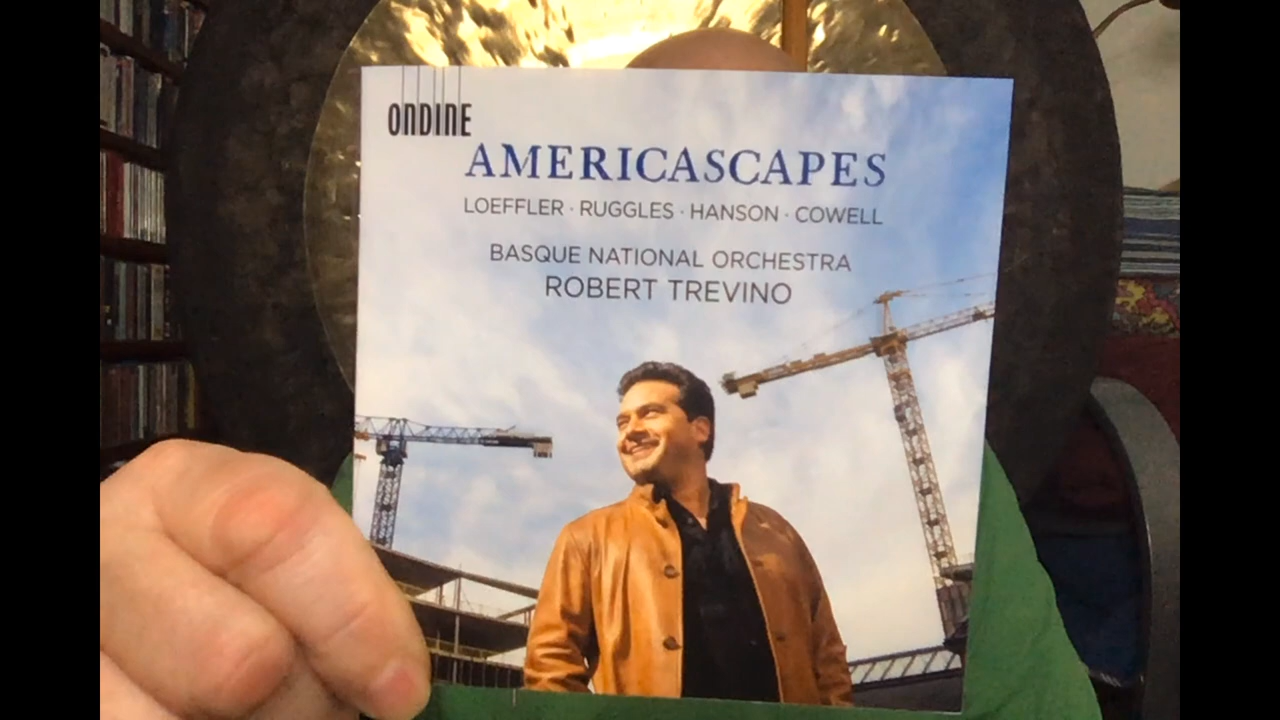 ONDINE
AMERICASCAPES
LOEFFLER · RUGGLES · HANSON · COWELL
BASQUE NATIONAL ORCHESTRA
ROBERT TREVINO